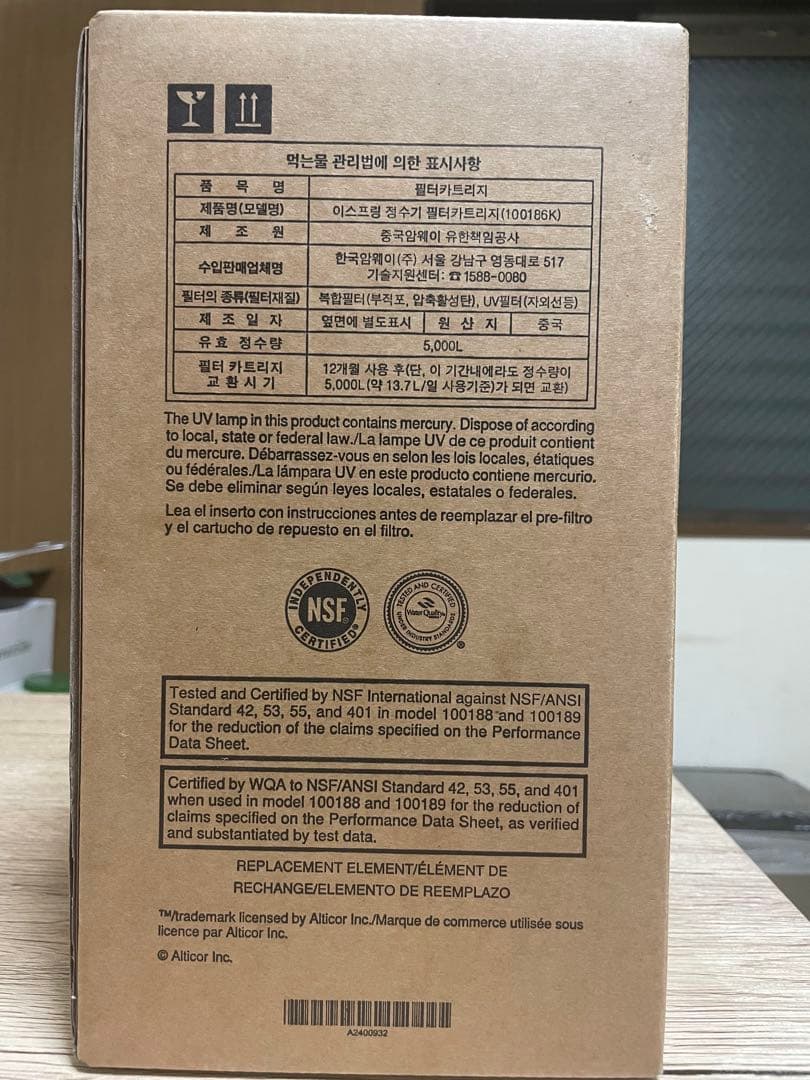 먹는물 관리법에 의한 표시사항
품 목 명 필터카트리지
제품명(모델명) 이스프링 정수기 필터카트리지(100186K)
제 조 원 중국암웨이 유한책임공사
수입판매업체명 한국암웨이(주) 서울 강남구 영동대로 517
기술지원센터: ☎1588-0080
필터의 종류(필터재질) 복합필터(부직포, 압축활성탄), UV필터(자외선등)
제 조 일 자 옆면에 별도표시 원 산 지 중국
유효 정수량 5,000L
필터 카트리지 12개월 사용 후(단, 이 기간내에라도 정수량이
교 환 시 기 5,000L(약 13.7L/일 사용기준)가 되면 교환)
The UV lamp in this product contains mercury. Dispose of according
to local, state or federal law./La lampe UV de ce produit contient
du mercure. Débarrassez-vous en selon les lois locales, étatiques
ou fédérales./La lámpara UV en este producto contiene mercurio.
Se debe eliminar según leyes locales, estatales o federales.
Lea el inserto con instrucciones antes de reemplazar el pre-filtro
y el cartucho de repuesto en el filtro.
INDEPENDENTLY
NSF®
CERTIFIED®
TESTED AND CERTIFIED
Water Quality
UNDER INDUSTRY STANDARDS
®
Tested and Certified by NSF International against NSF/ANSI
Standard 42, 53, 55, and 401 in model 100188 and 100189
for the reduction of the claims specified on the Performance
Data Sheet.
Certified by WQA to NSF/ANSI Standard 42, 53, 55, and 401
when used in model 100188 and 100189 for the reduction of
claims specified on the Performance Data Sheet, as verified
and substantiated by test data.
REPLACEMENT ELEMENT/ÉLÉMENT DE
RECHANGE/ELEMENTO DE REEMPLAZO
™/trademark licensed by Alticor Inc./Marque de commerce utilisée sous
licence par Alticor Inc.
© Alticor Inc.
A2400932